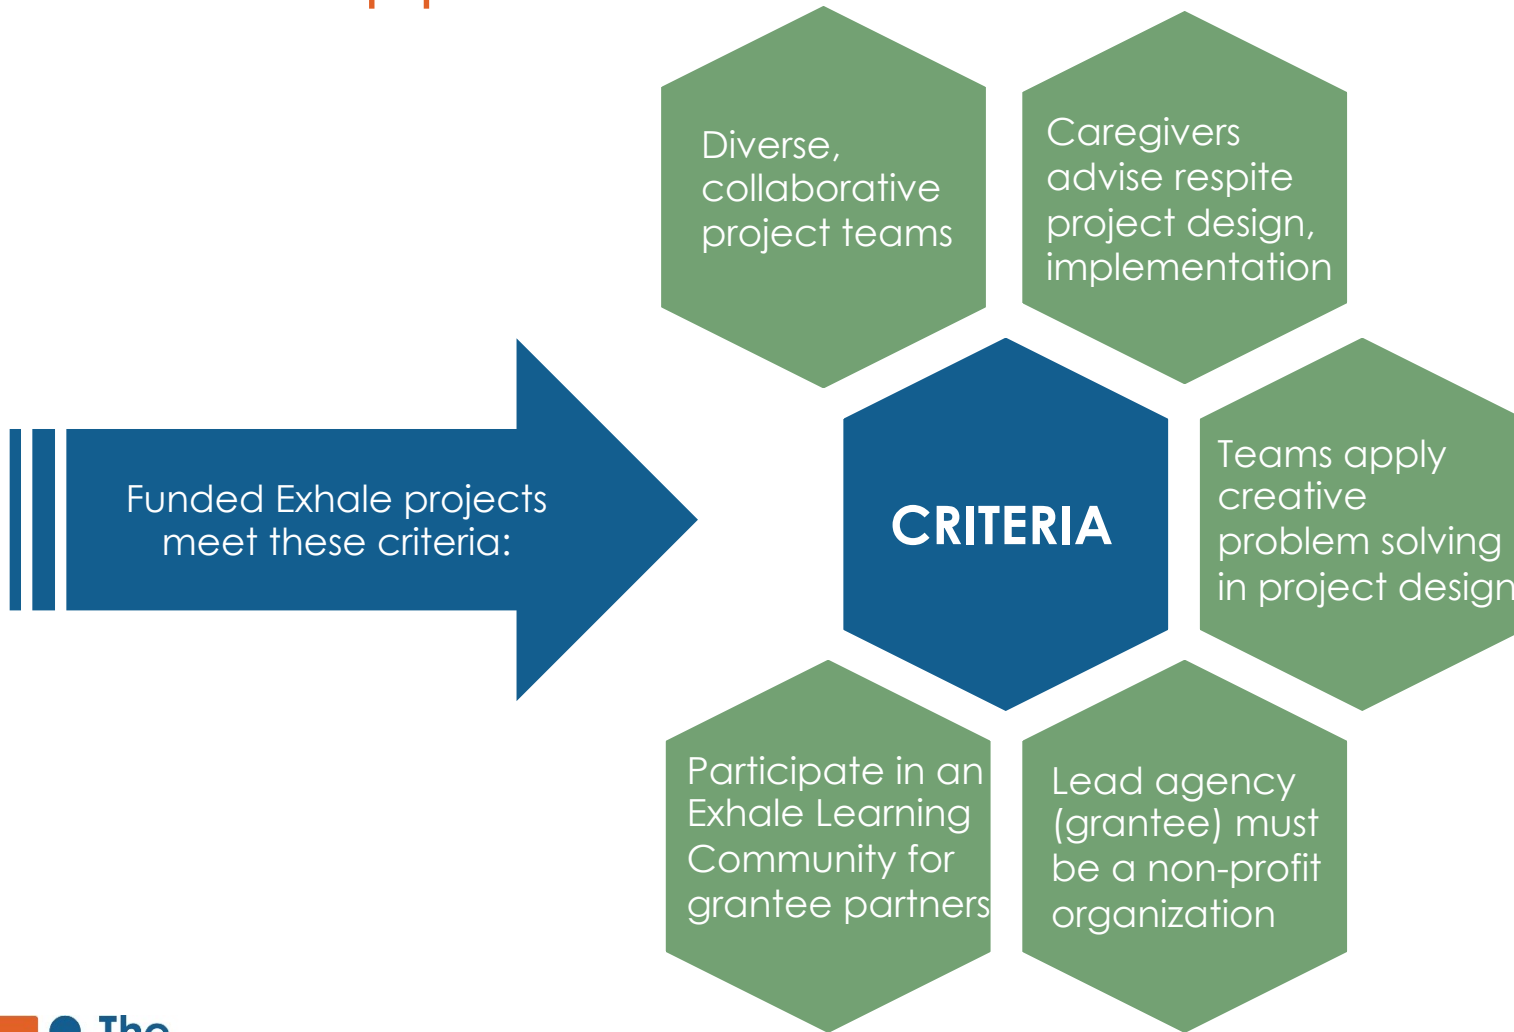 Diverse,
collaborative
project teams
Caregivers
advise respite
project design,
implementation
Funded Exhale projects
meet these criteria:
CRITERIA
Teams apply
creative
problem solving
in project design
Participate in an
Exhale Learning
Community for
grantee partners
Lead agency
(grantee) must
be a non-profit
organization
The